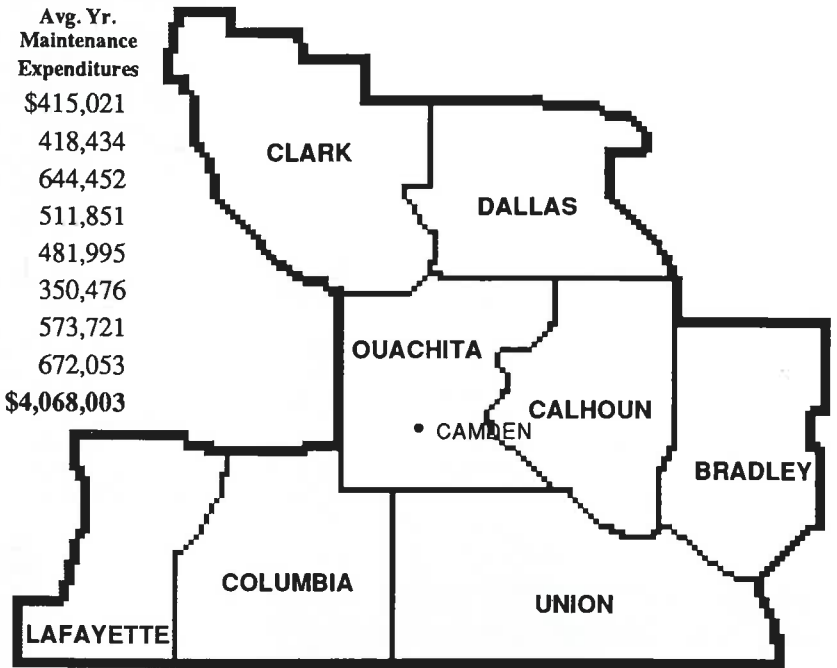 Avg. Yr.
Maintenance
Expenditures
$415,021
418,434
644,452
511,851
481,995
350,476
573,721
672,053
$4,068,003
CLARK
DALLAS
OUACHITA
CALHOUN
CAMDEN
BRADLEY
COLUMBIA
UNION
LAFAYETTE